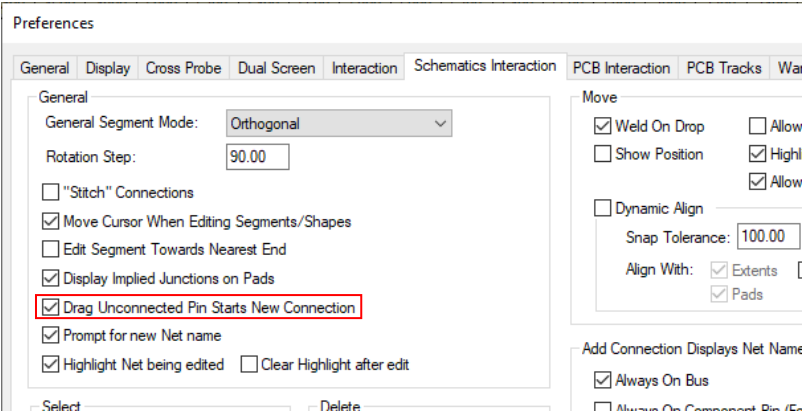 Preferences
General Display Cross Probe Dual Screen Interaction Schematics Interaction PCB Interaction PCB Tracks
General
General Segment Mode: Orthogonal
Rotation Step: 90.00
"Stitch" Connections
Move Cursor When Editing Segments/Shapes
Edit Segment Towards Nearest End
Display Implied Junctions on Pads
Drag Unconnected Pin Starts New Connection
Prompt for new Net name
Highlight Net being edited Clear Highlight after edit
Select
Delete
Move
Weld On Drop Allow
Show Position
Allow
Dynamic Align
Snap Tolerance: 100.00
Align With: Extents
Pads
Add Connection Displays Net Name
Always On Bus
Always On Component Pin